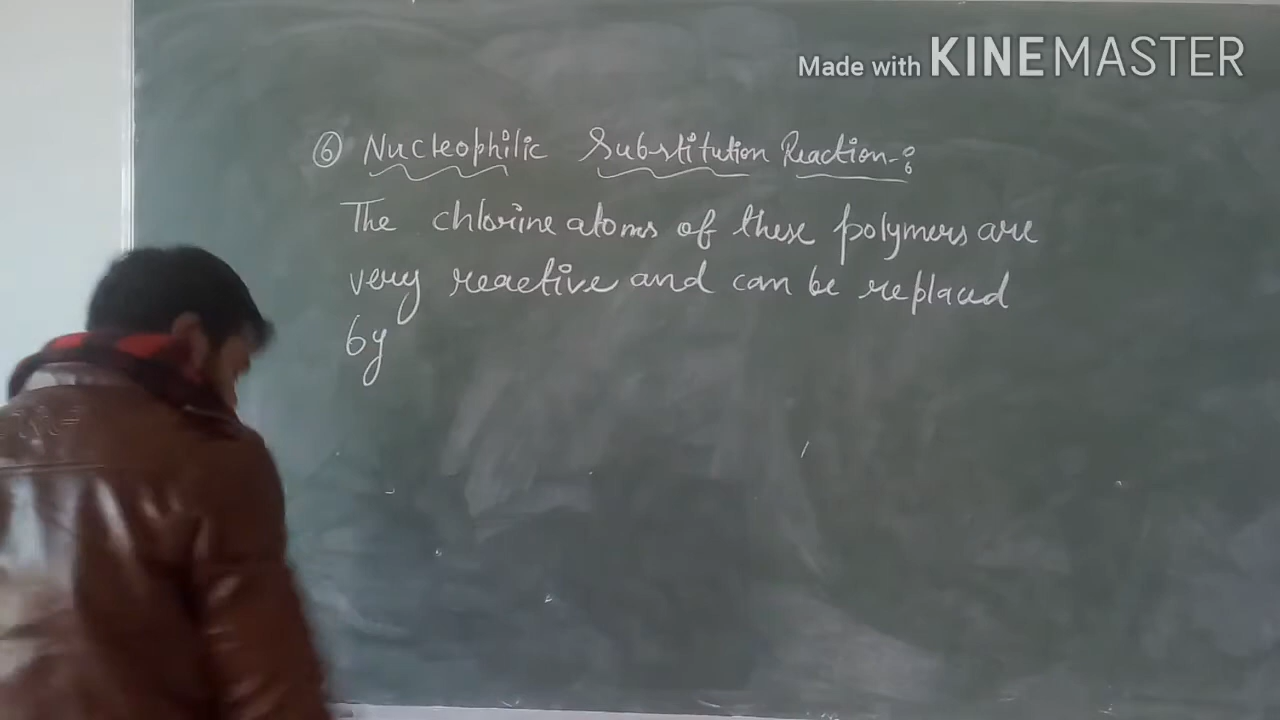 Made with KINEMASTER
⑥ Nucleophilic Substitution Reaction-:
The chlorine atoms of these polymers are
very reactive and can be replaced
by